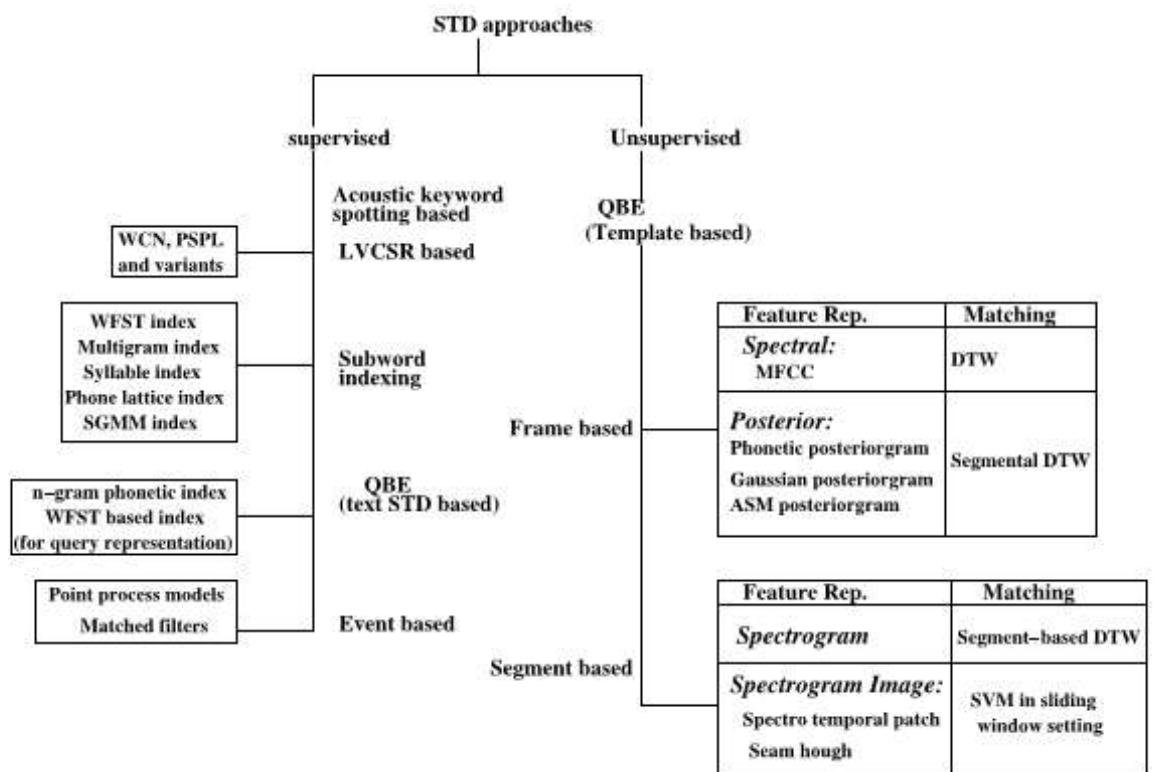 STD approaches
supervised
Unsupervised
Acoustic keyword
spotting based
WCN, PSPL
and variants
LVCSR based
WFST index
Multigram index
Syllable index
Phone lattice index
SGMM index
Subword
indexing
n-gram phonetic index
WFST based index
(for query representation)
QBE
(text STD based)
Point process models
Matched filters
Event based
QBE
(Template based)
Frame based
Feature Rep. Matching
Spectral: DTW
MFCC
Posterior:
Phonetic posteriorgram
Gaussian posteriorgram
ASM posteriorgram
Segmental DTW
Segment based
Feature Rep. Matching
Spectrogram Segment-based DTW
Spectrogram Image:
Spectro temporal patch
Seam hough
SVM in sliding
window setting